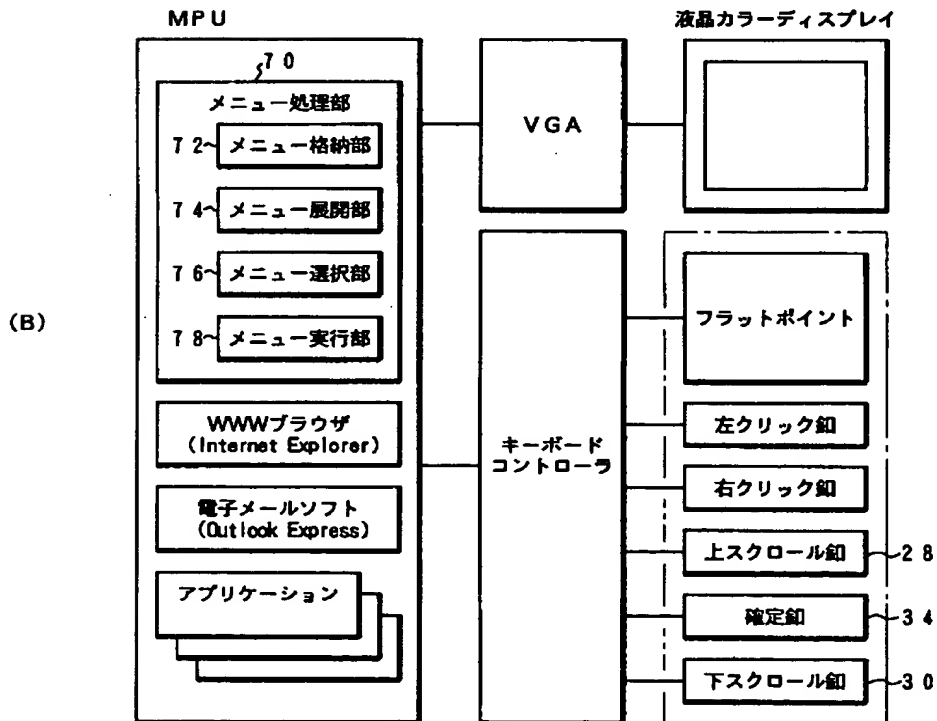 MPU
液晶カラーディスプレイ
70
メニュー処理部
72
メニュー格納部
74
メニュー展開部
76
メニュー選択部
78
メニュー実行部
VGA
(B)
フラットポイント
WWWブラウザ
(Internet Explorer)
キーボード
コントローラ
左クリック釦
右クリック釦
電子メールソフト
(Outlook Express)
上スクロール釦
28
アプリケーション
確定釦
34
下スクロール釦
30